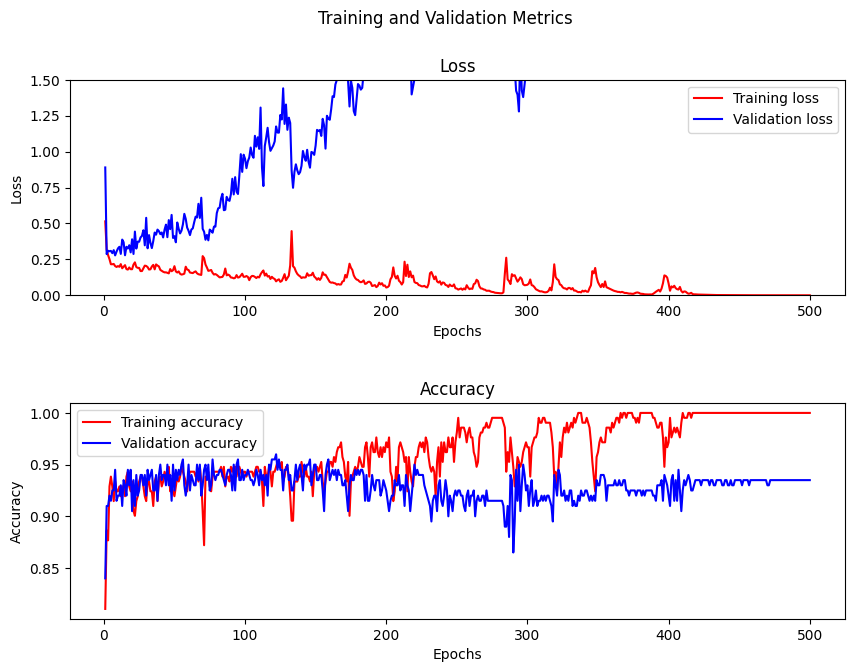 Training and Validation Metrics
Loss
1.50
1.25
1.00
0.75
0.50
0.25
0.00
Loss
Training loss
Validation loss
0
100
200
300
400
500
Epochs
Accuracy
1.00
0.95
0.90
0.85
Accuracy
Training accuracy
Validation accuracy
0
100
200
300
400
500
Epochs